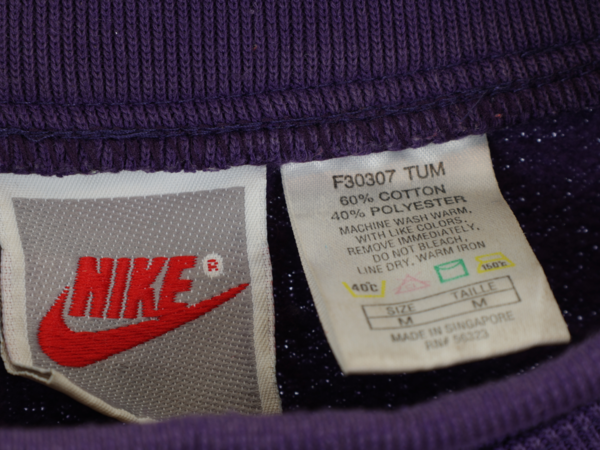 NIKE ®
F30307 TUM
60% COTTON
40% POLYESTER
MACHINE WASH WARM,
WITH LIKE COLORS,
REMOVE IMMEDIATELY,
DO NOT BLEACH,
LINE DRY, WARM IRON
40°C 150°C
SIZE TAILLE
M M
MADE IN SINGAPORE
RN# 56323